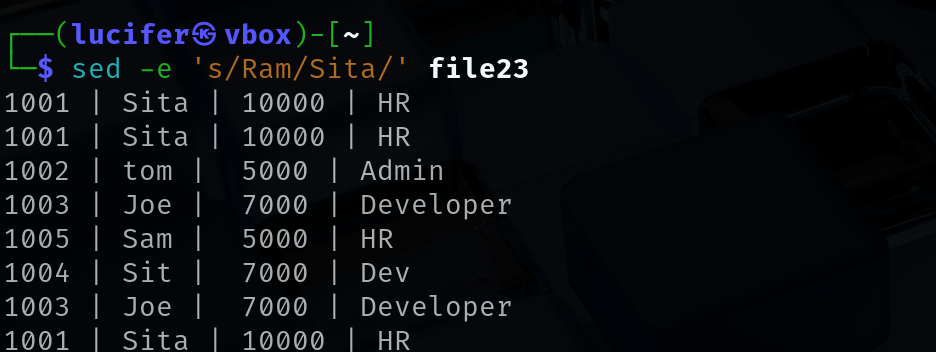 ┌──(lucifer㉿vbox)-[~]
└─$ sed -e 's/Ram/Sita/' file23
1001 | Sita | 10000 | HR
1001 | Sita | 10000 | HR
1002 | tom |  5000 | Admin
1003 | Joe |  7000 | Developer
1005 | Sam |  5000 | HR
1004 | Sit |  7000 | Dev
1003 | Joe |  7000 | Developer
1001 | Sita | 10000 | HR